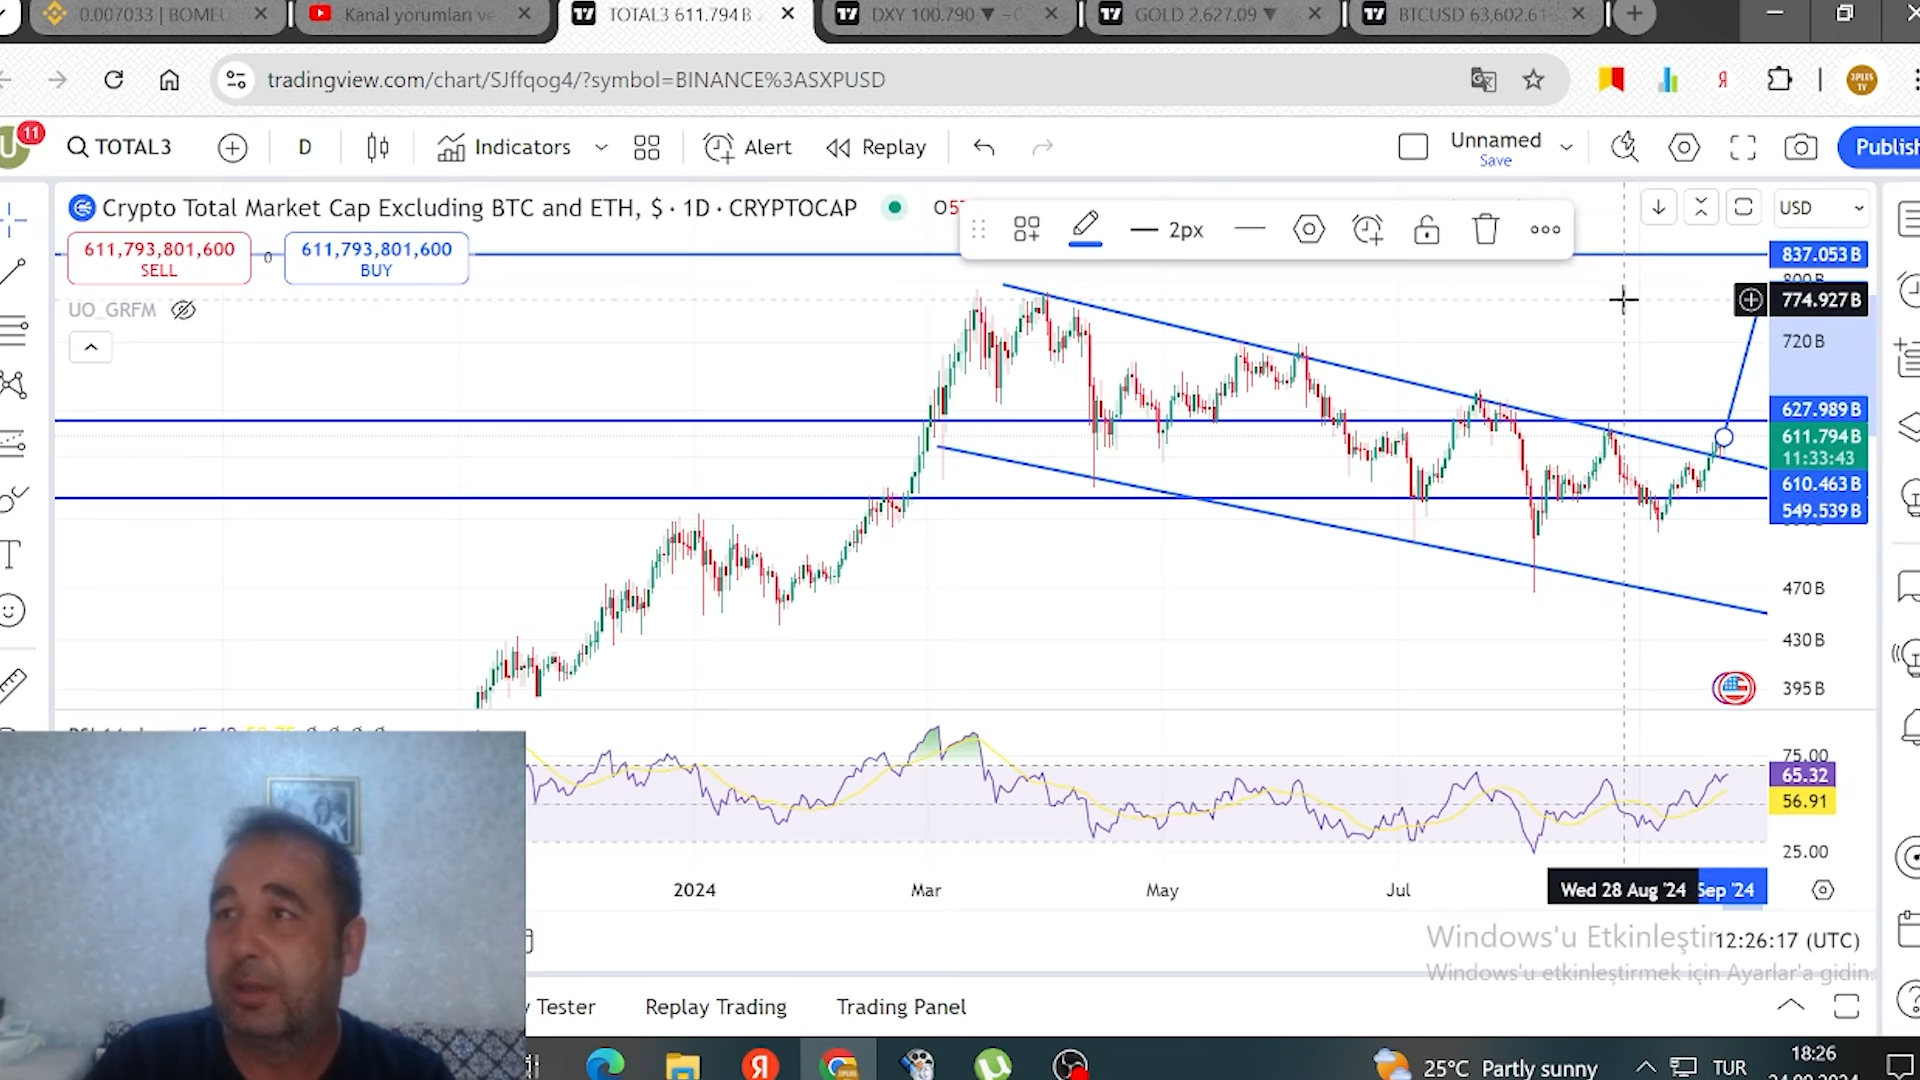 0.007033 | BOMEU
Kanal yorumları ve
TOTAL3 611.794 B
DXY 100.790 ▼
GOLD 2,627.09 ▼
BTCUSD 63,602.61
tradingview.com/chart/SJffqog4/?symbol=BINANCE%3ASXPUSD
3PLES TV
11
U
TOTAL3
D
Indicators
Alert
Replay
Unnamed
Save
Publish
Crypto Total Market Cap Excluding BTC and ETH, $ · 1D · CRYPTOCAP
2px
USD
611,793,801,600
SELL
0
611,793,801,600
BUY
UO_GRFM
837.053 B
774.927 B
720 B
627.989 B
611.794 B
11:33:43
610.463 B
549.539 B
470 B
430 B
395 B
75.00
65.32
56.91
25.00
2024
Mar
May
Jul
Wed 28 Aug '24
Sep '24
Windows'u Etkinleştir
12:26:17 (UTC)
Windows'u etkinleştirmek için Ayarlar'a gidin.
Tester
Replay Trading
Trading Panel
25°C Partly sunny
TUR
18:26